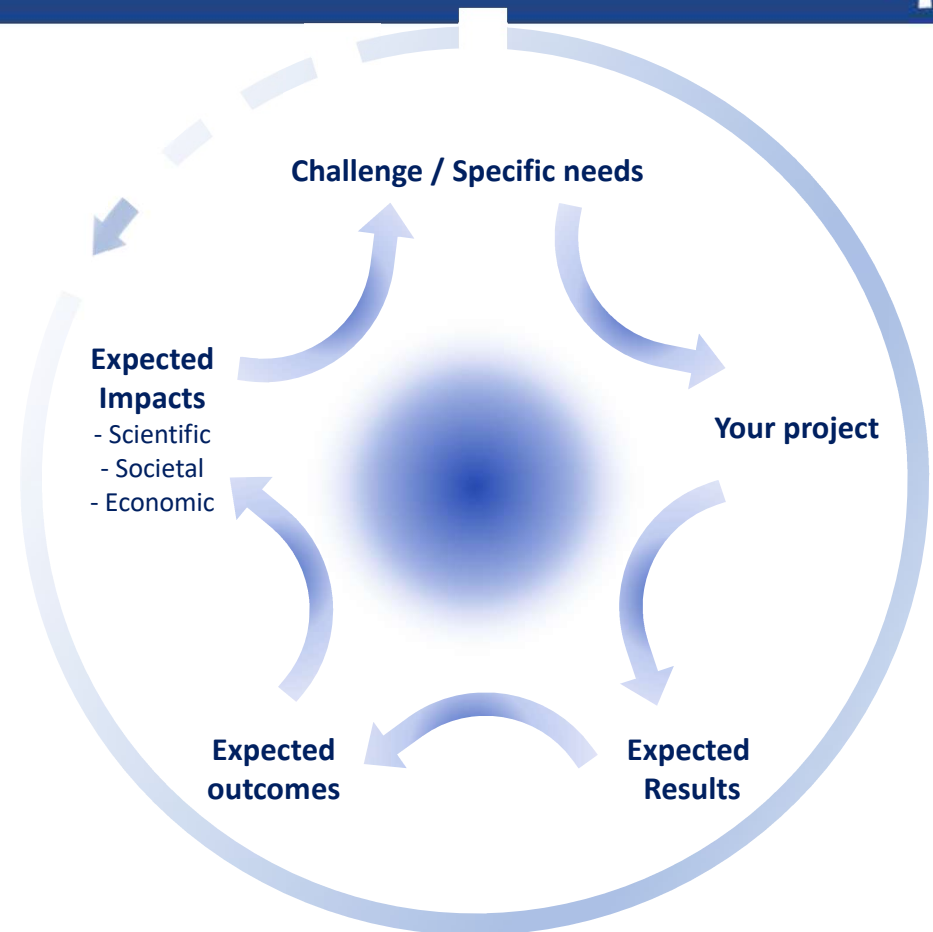 Challenge / Specific needs
Expected
Impacts
- Scientific
- Societal
- Economic
Your project
Expected
outcomes
Expected
Results